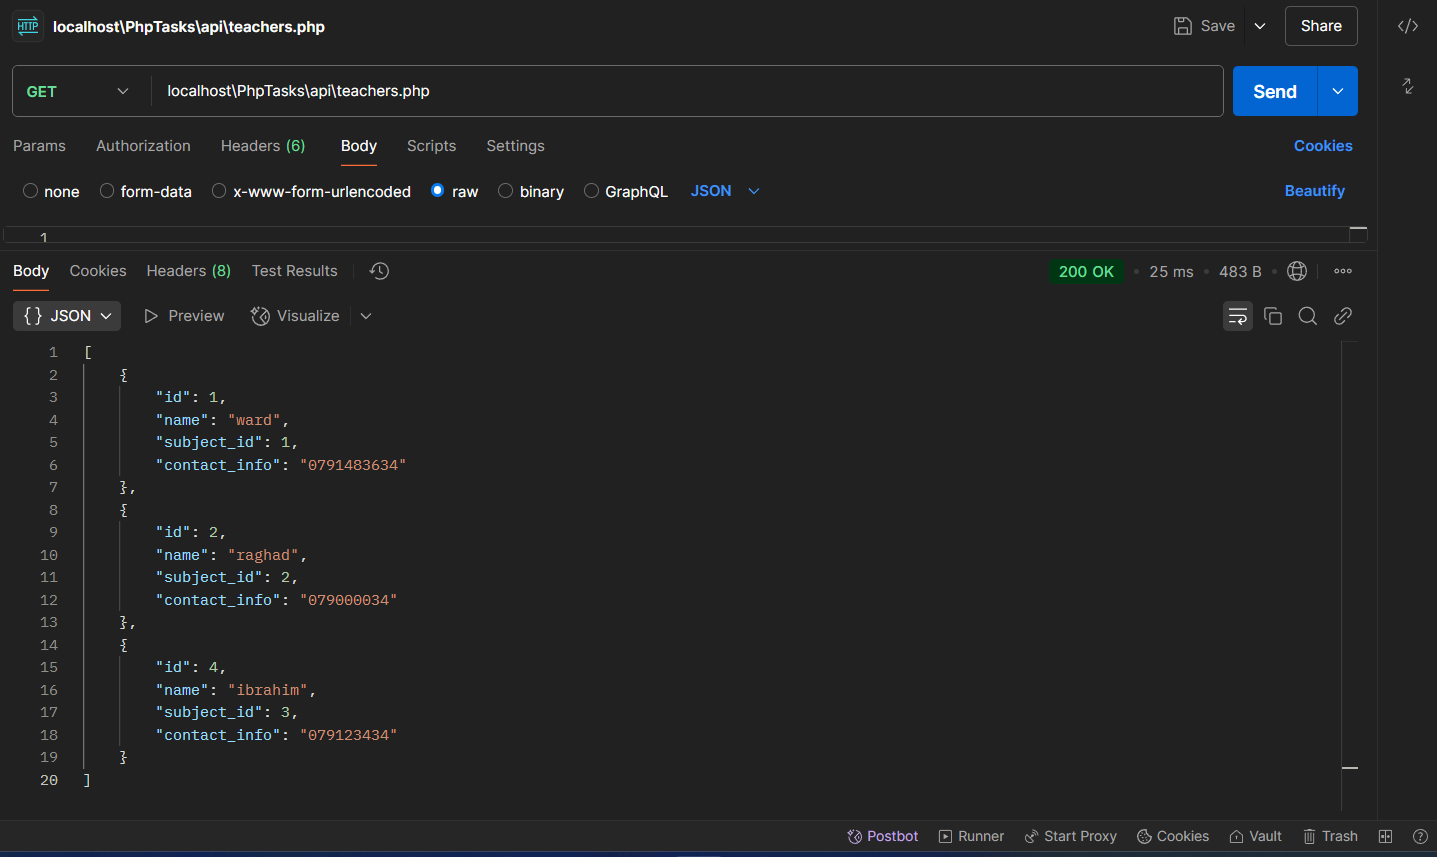 HTTP localhost\PhpTasks\api\teachers.php Save Share
GET localhost\PhpTasks\api\teachers.php Send
Params Authorization Headers (6) Body Scripts Settings Cookies
none form-data x-www-form-urlencoded raw binary GraphQL JSON Beautify
1
Body Cookies Headers (8) Test Results 200 OK • 25 ms • 483 B •
{} JSON Preview Visualize
1 [
2 {
3 "id": 1,
4 "name": "ward",
5 "subject_id": 1,
6 "contact_info": "0791483634"
7 },
8 {
9 "id": 2,
10 "name": "raghad",
11 "subject_id": 2,
12 "contact_info": "079000034"
13 },
14 {
15 "id": 4,
16 "name": "ibrahim",
17 "subject_id": 3,
18 "contact_info": "079123434"
19 }
20 ]
Postbot Runner Start Proxy Cookies Vault Trash